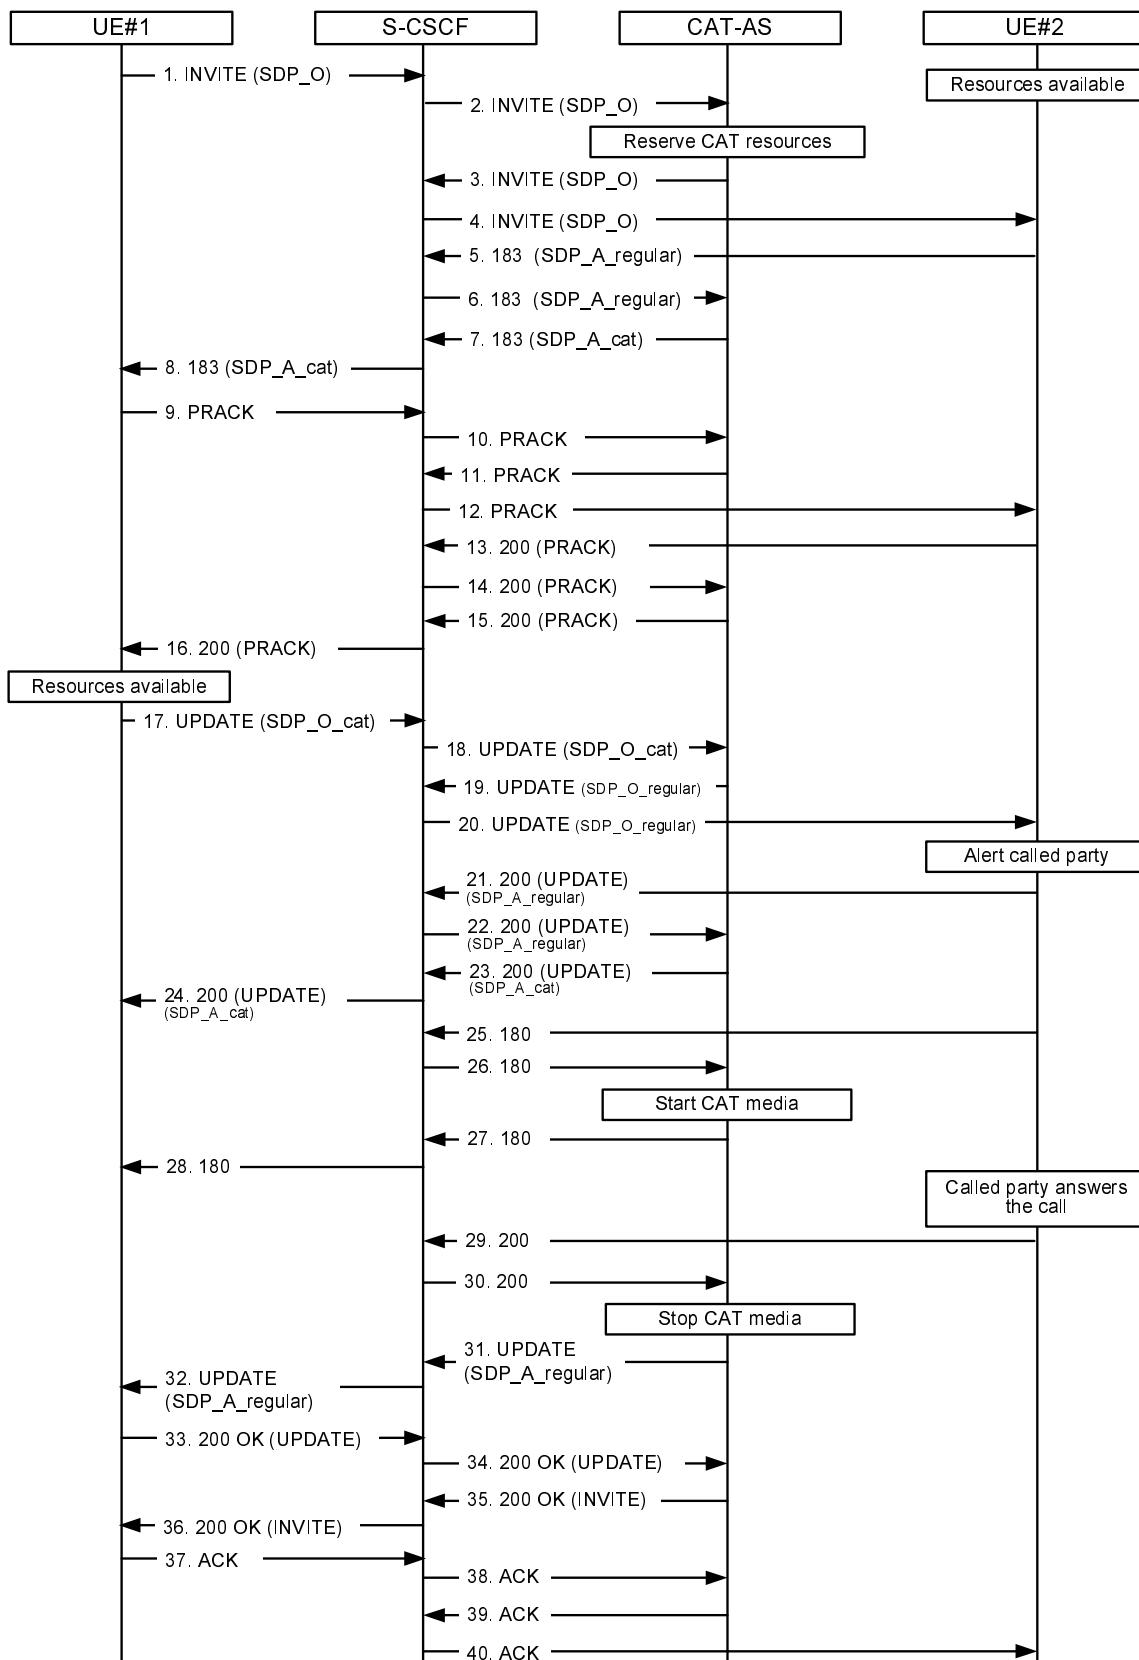 UE#1
S-CSCF
CAT-AS
UE#2
1. INVITE (SDP_O)
Resources available
2. INVITE (SDP_O)
Reserve CAT resources
3. INVITE (SDP_O)
4. INVITE (SDP_O)
5. 183 (SDP_A_regular)
6. 183 (SDP_A_regular)
7. 183 (SDP_A_cat)
8. 183 (SDP_A_cat)
9. PRACK
10. PRACK
11. PRACK
12. PRACK
13. 200 (PRACK)
14. 200 (PRACK)
15. 200 (PRACK)
16. 200 (PRACK)
Resources available
17. UPDATE (SDP_O_cat)
18. UPDATE (SDP_O_cat)
19. UPDATE (SDP_O_regular)
20. UPDATE (SDP_O_regular)
Alert called party
21. 200 (UPDATE)
(SDP_A_regular)
22. 200 (UPDATE)
(SDP_A_regular)
23. 200 (UPDATE)
(SDP_A_cat)
24. 200 (UPDATE)
(SDP_A_cat)
25. 180
26. 180
Start CAT media
27. 180
28. 180
Called party answers
the call
29. 200
30. 200
Stop CAT media
31. UPDATE
(SDP_A_regular)
32. UPDATE
(SDP_A_regular)
33. 200 OK (UPDATE)
34. 200 OK (UPDATE)
35. 200 OK (INVITE)
36. 200 OK (INVITE)
37. ACK
38. ACK
39. ACK
40. ACK